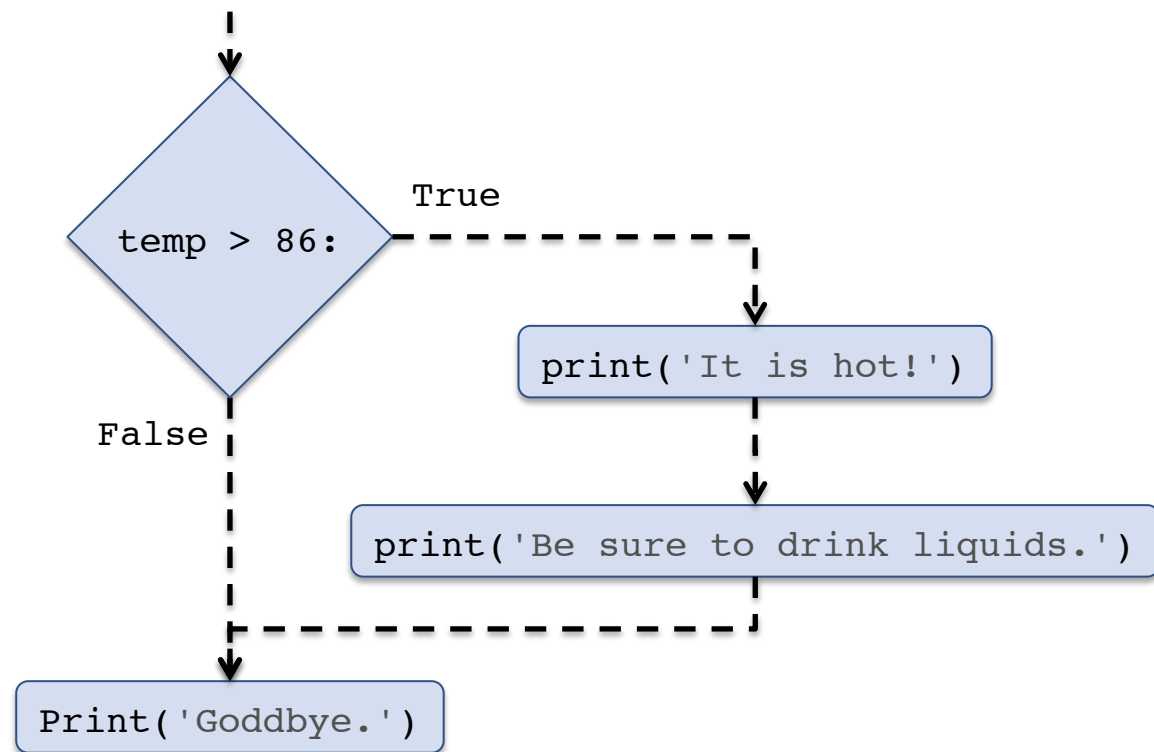 True
temp > 86:
print('It is hot!')
False
print('Be sure to drink liquids.')
Print('Goddbye.')